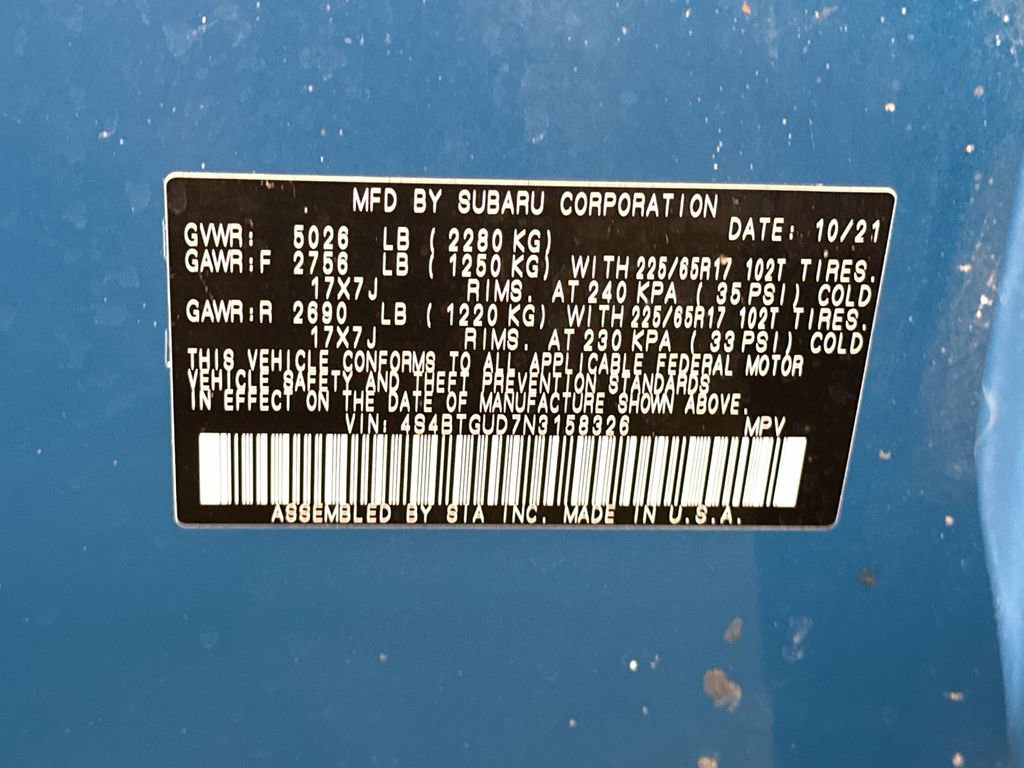 MFD BY SUBARU CORPORATION
DATE: 10/21
GVWR: 5026 LB ( 2280 KG)
GAWR:F 2756 LB ( 1250 KG) WITH 225/65R17 102T TIRES.
17X7J RIMS. AT 240 KPA ( 35 PSI) COLD
GAWR:R 2690 LB ( 1220 KG) WITH 225/65R17 102T TIRES.
17X7J RIMS. AT 230 KPA ( 33 PSI) COLD
THIS VEHICLE CONFORMS TO ALL APPLICABLE FEDERAL MOTOR
VEHICLE SAFETY AND THEFT PREVENTION STANDARDS
IN EFFECT ON THE DATE OF MANUFACTURE SHOWN ABOVE.
VIN: 4S4BTGUD7N3158326 MPV
ASSEMBLED BY SIA INC. MADE IN U.S.A.